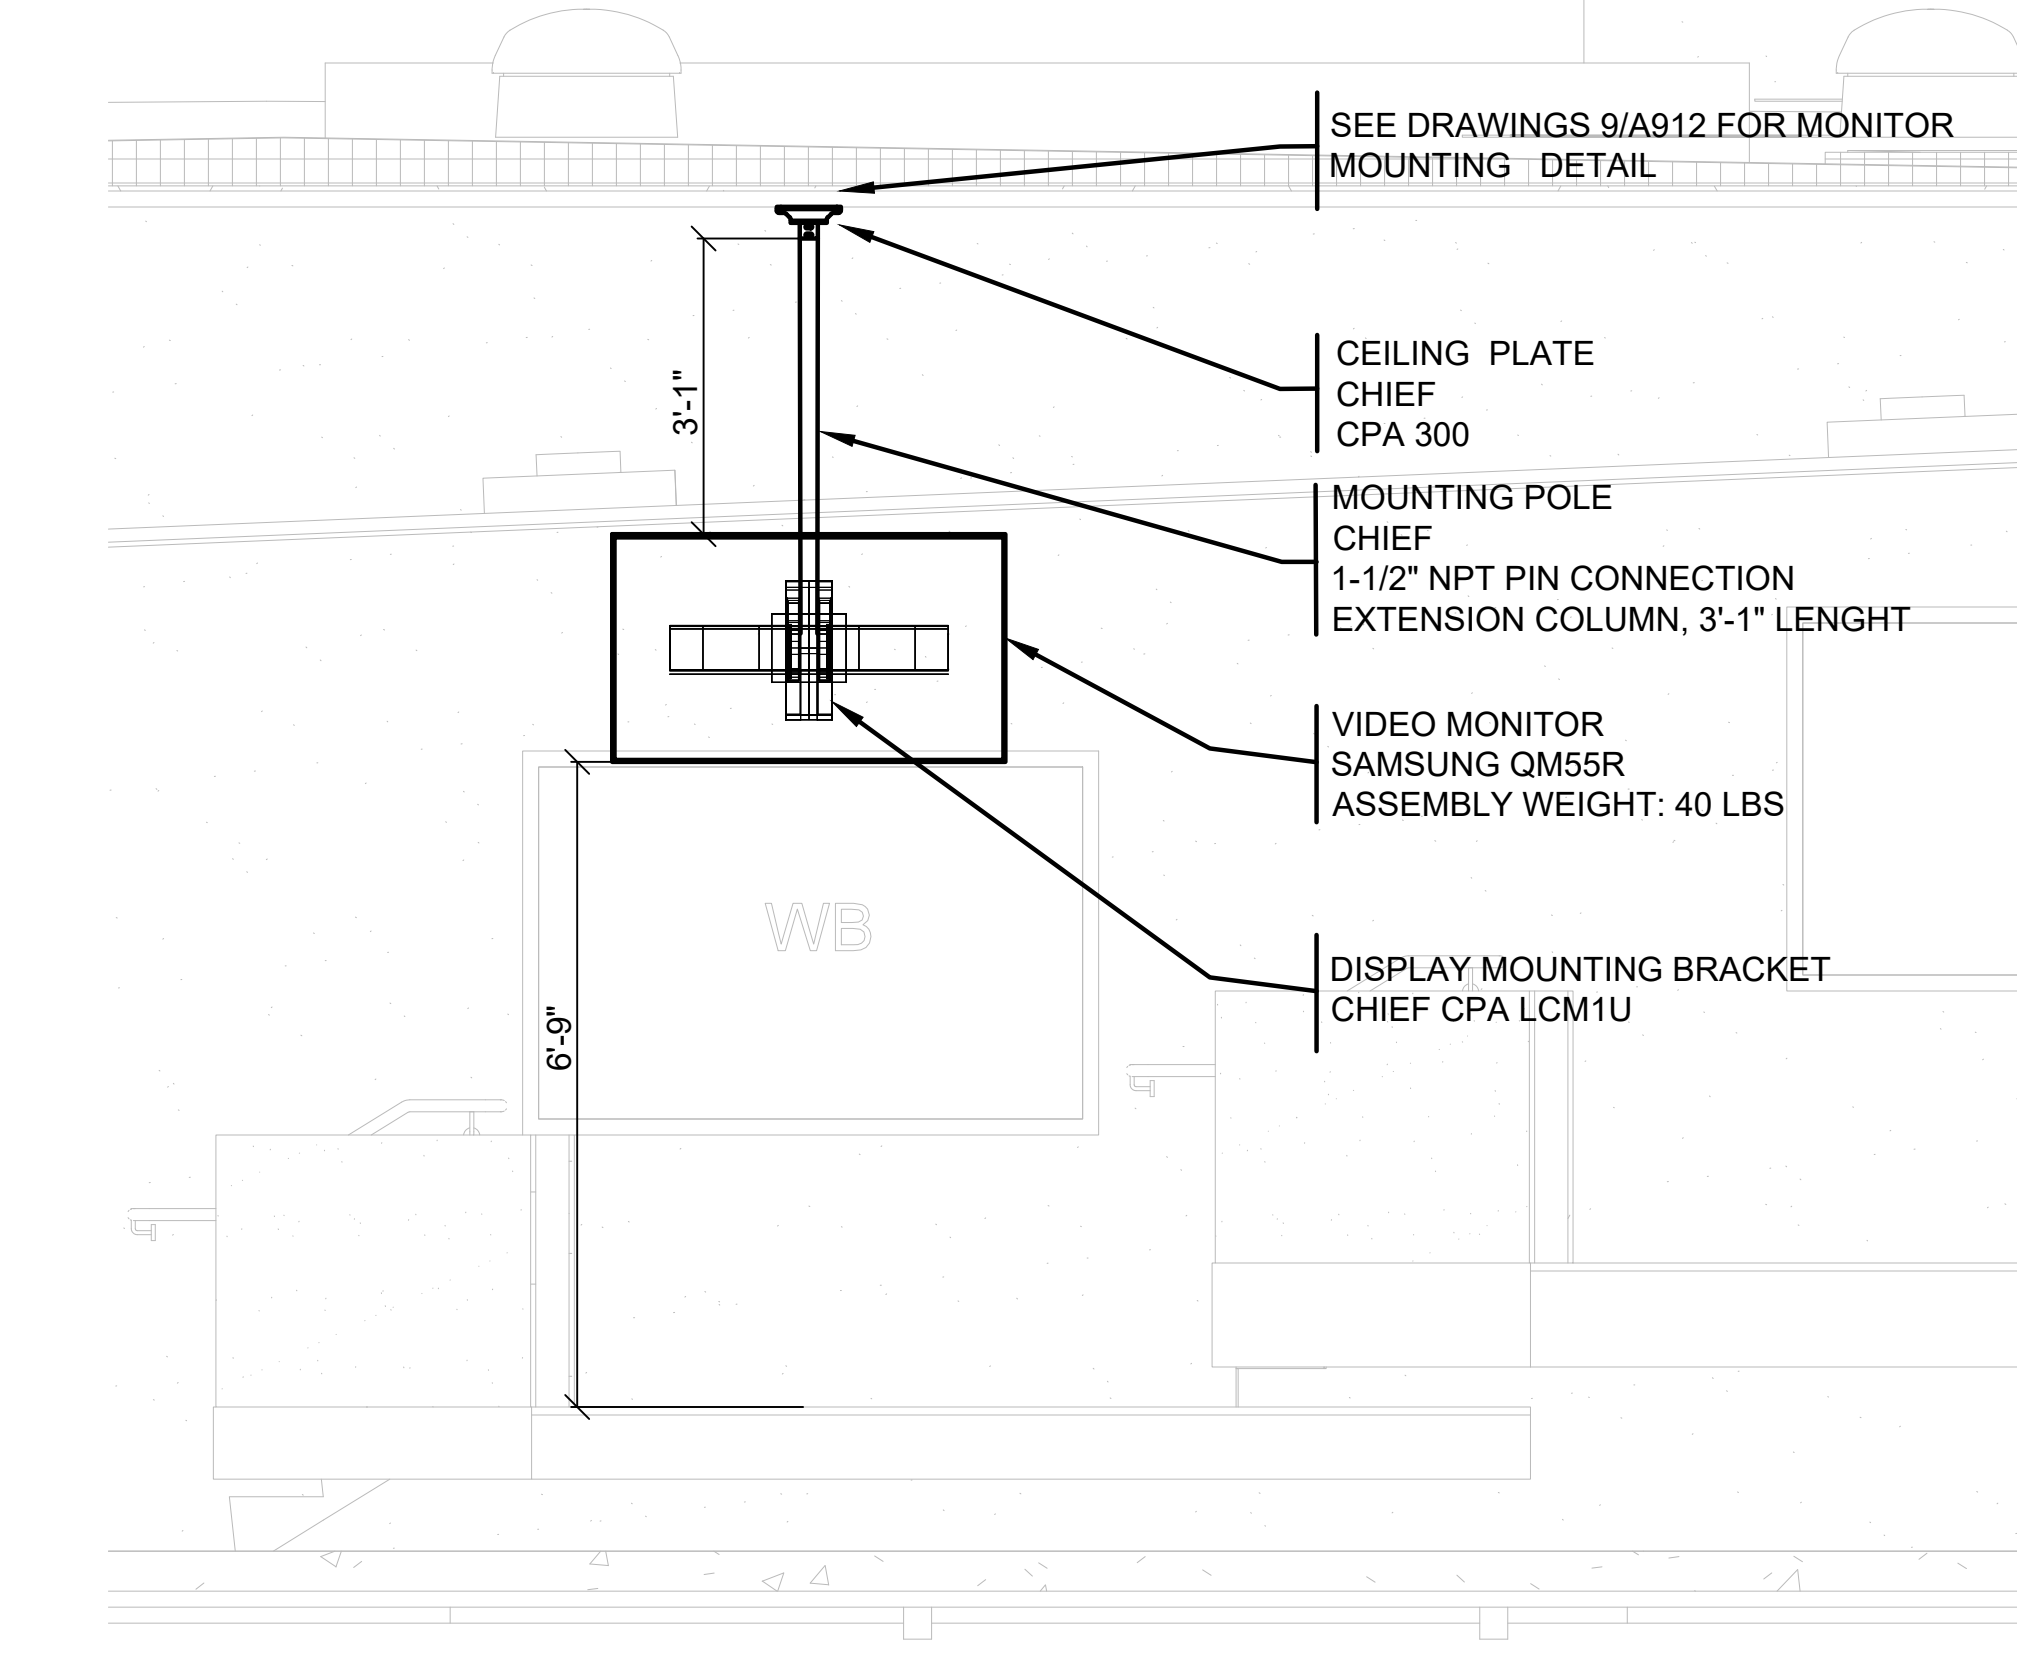 SEE DRAWINGS 9/A912 FOR MONITOR
MOUNTING DETAIL
3'-1"
CEILING PLATE
CHIEF
CPA 300
MOUNTING POLE
CHIEF
1-1/2" NPT PIN CONNECTION
EXTENSION COLUMN, 3'-1" LENGHT
VIDEO MONITOR
SAMSUNG QM55R
ASSEMBLY WEIGHT: 40 LBS
WB
DISPLAY MOUNTING BRACKET
CHIEF CPA LCM1U
6'-9"